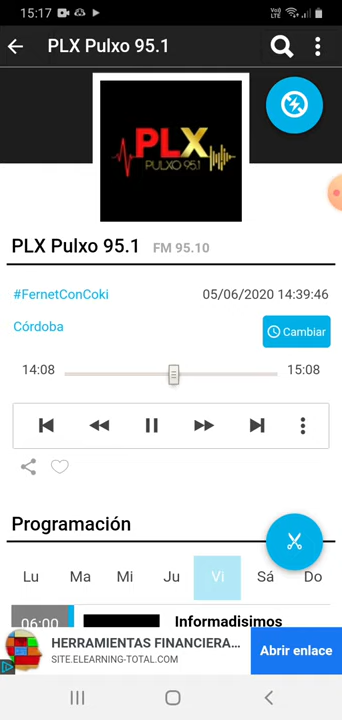 15:17
PLX Pulxo 95.1
PLX
PULXO 95.1
PLX Pulxo 95.1 FM 95.10
#FernetConCoki 05/06/2020 14:39:46
Córdoba
Cambiar
14:08 15:08
Programación
Lu Ma Mi Ju Vi Sá Do
06:00 Informadisimos
HERRAMIENTAS FINANCIERA...
SITE.ELEARNING-TOTAL.COM
Abrir enlace